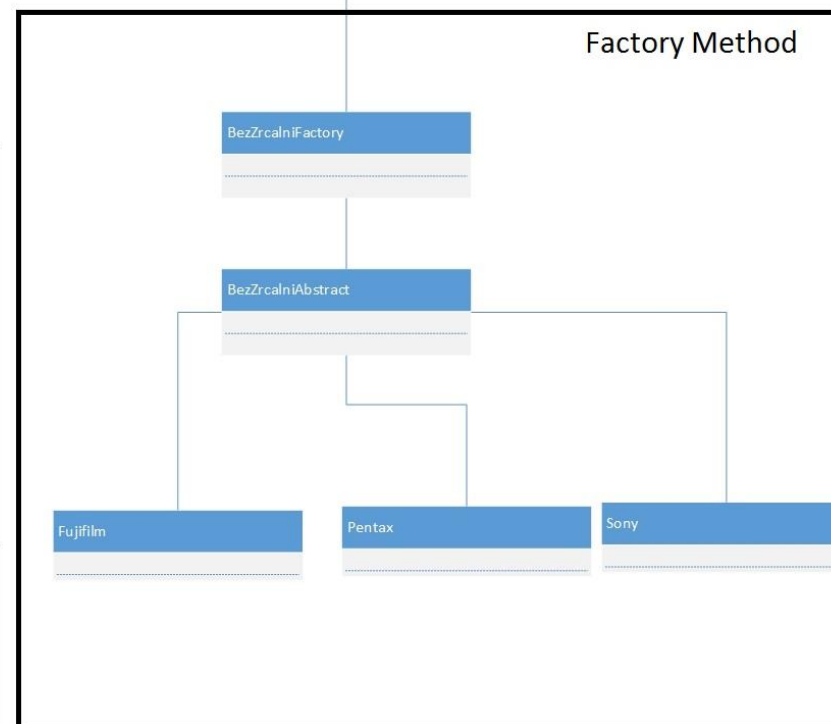 Factory Method
BezZrcalniFactory
BezZrcalniAbstract
Fujifilm
Pentax
Sony